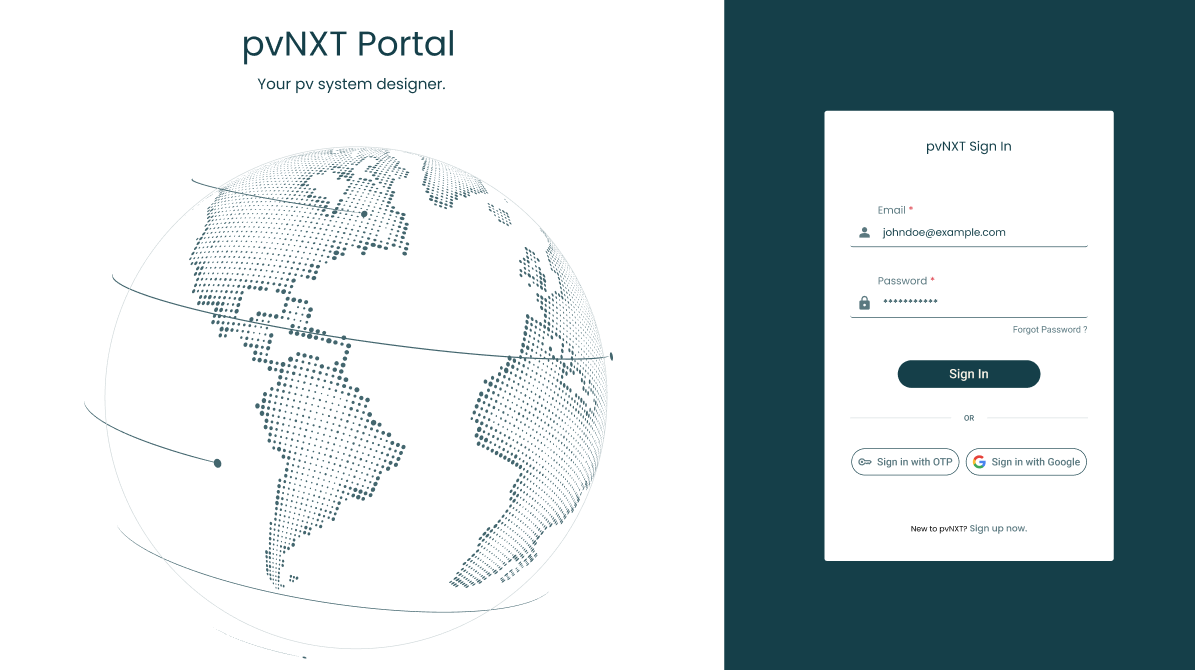 pvNXT Portal
Your pv system designer.
pvNXT Sign In
Email *
johndoe@example.com
Password *
***********
Forgot Password ?
Sign In
OR
Sign in with OTP
Sign in with Google
New to pvNXT? Sign up now.